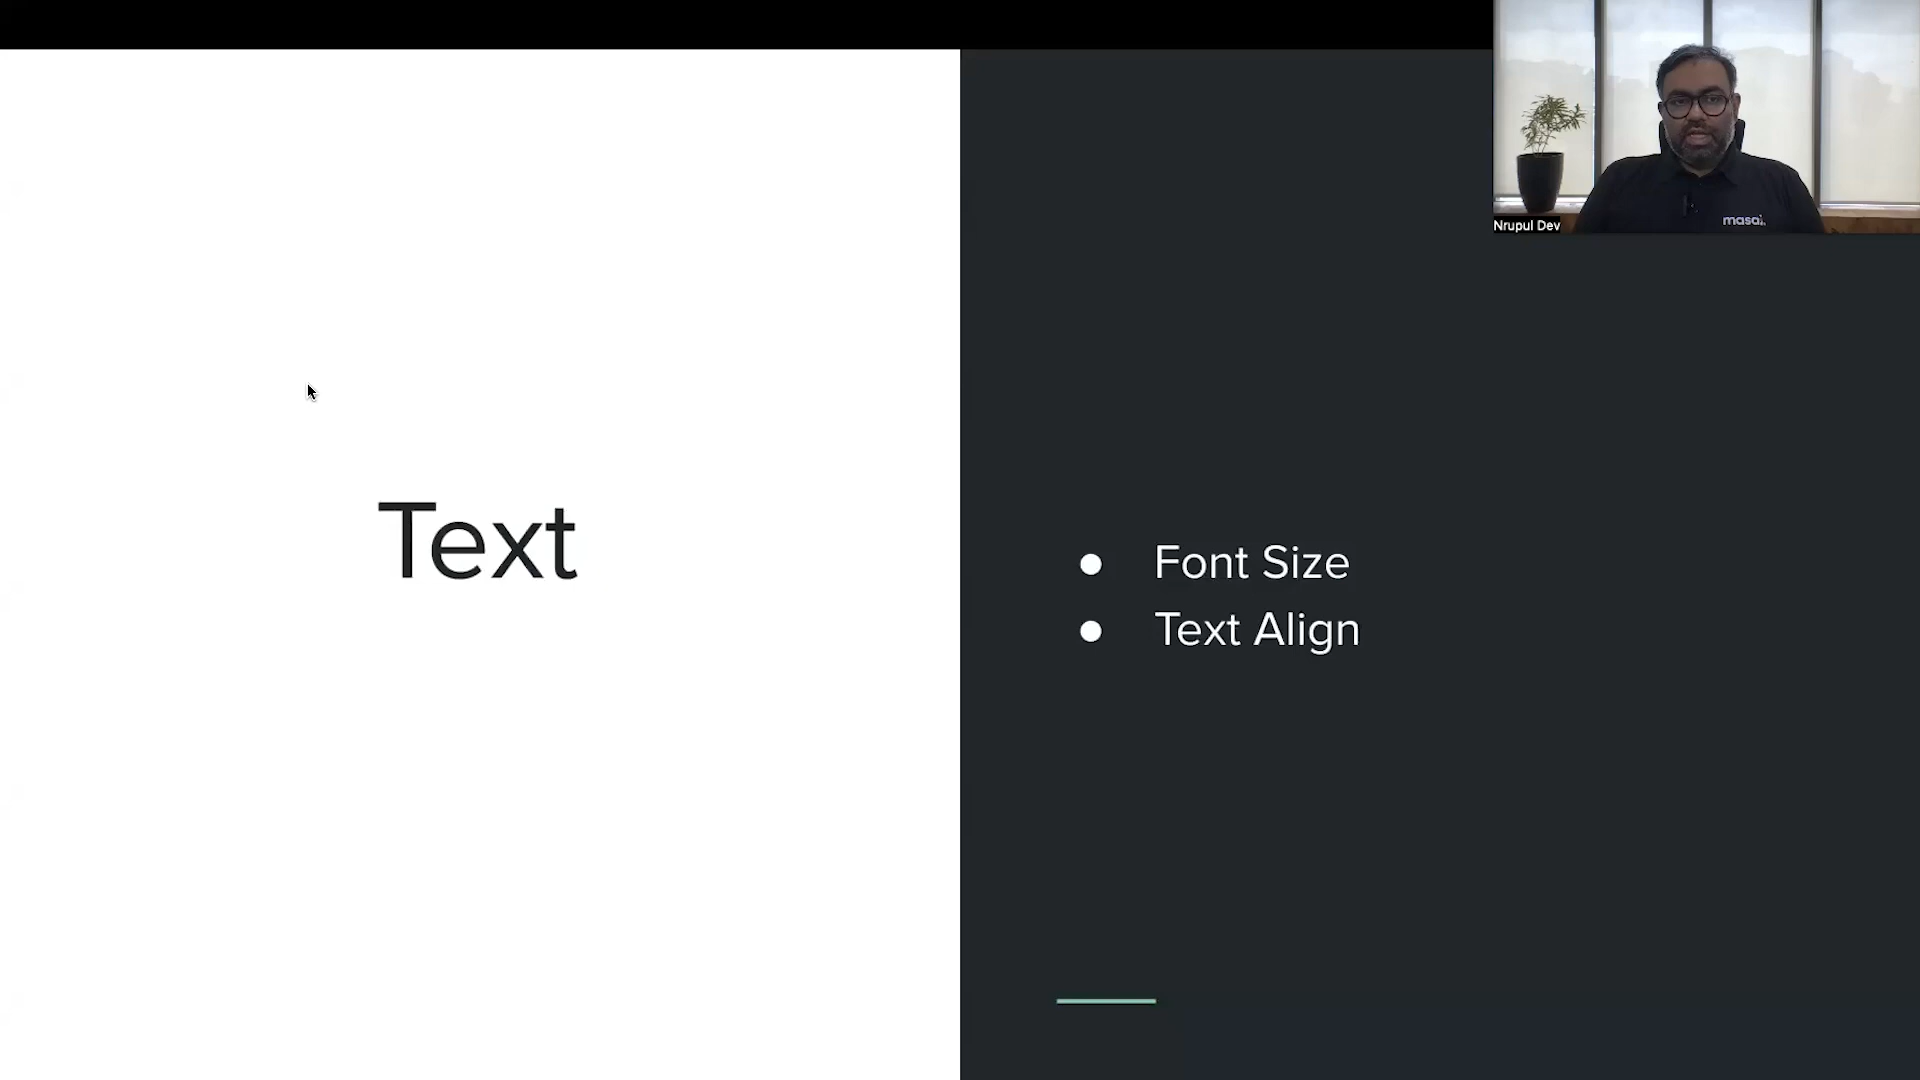 Text
● Font Size
● Text Align
Nrupul Dev
masai.